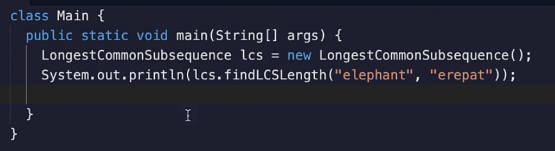 class Main {
public static void main(String[] args) {
LongestCommonSubsequence lcs = new LongestCommonSubsequence();
System.out.println(lcs.findLCSLength("elephant", "erepat"));
}
}